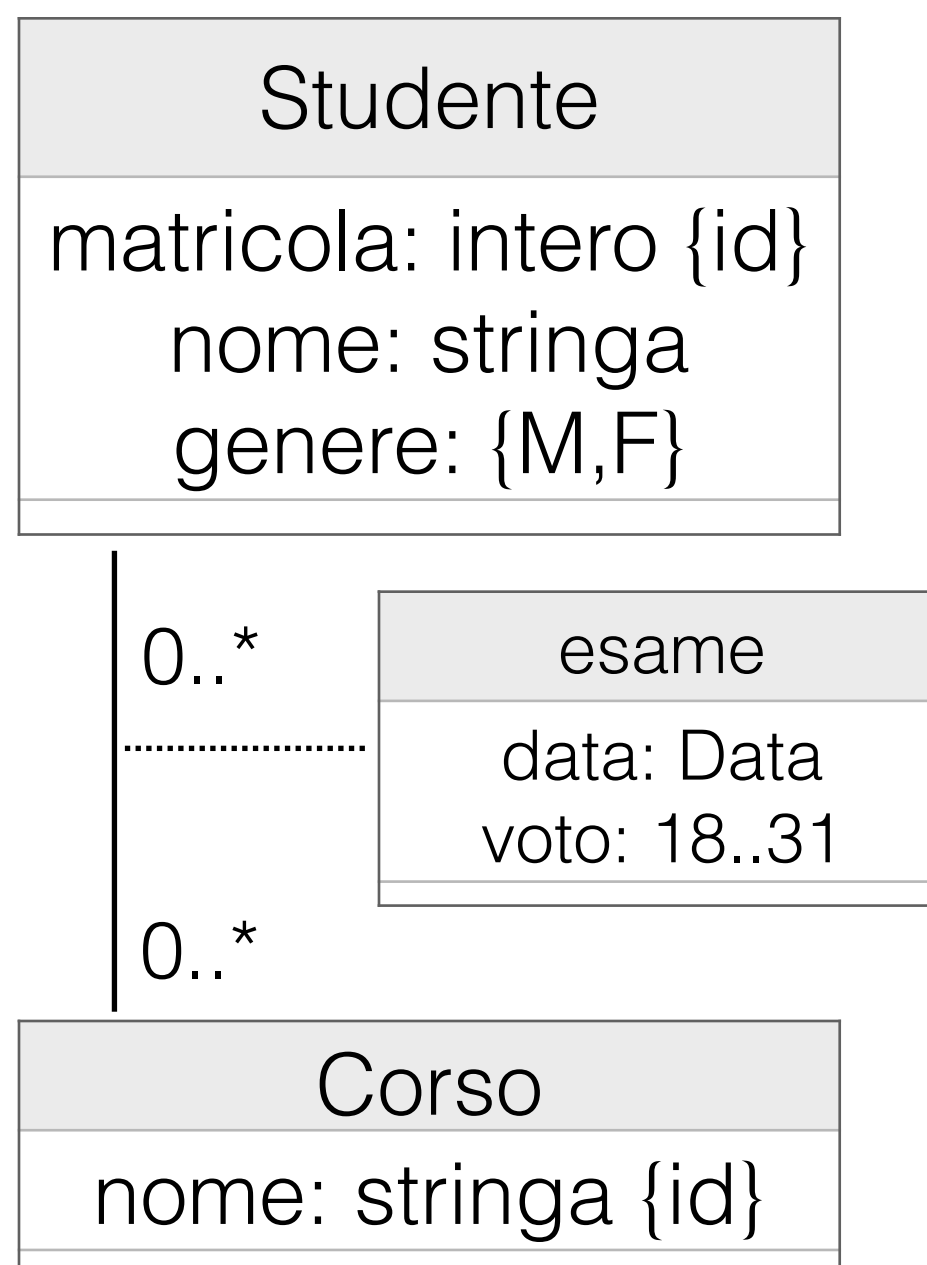 Studente
matricola: intero {id}
nome: stringa
genere: {M,F}
0..*
esame
data: Data
voto: 18..31
0..*
Corso
nome: stringa {id}